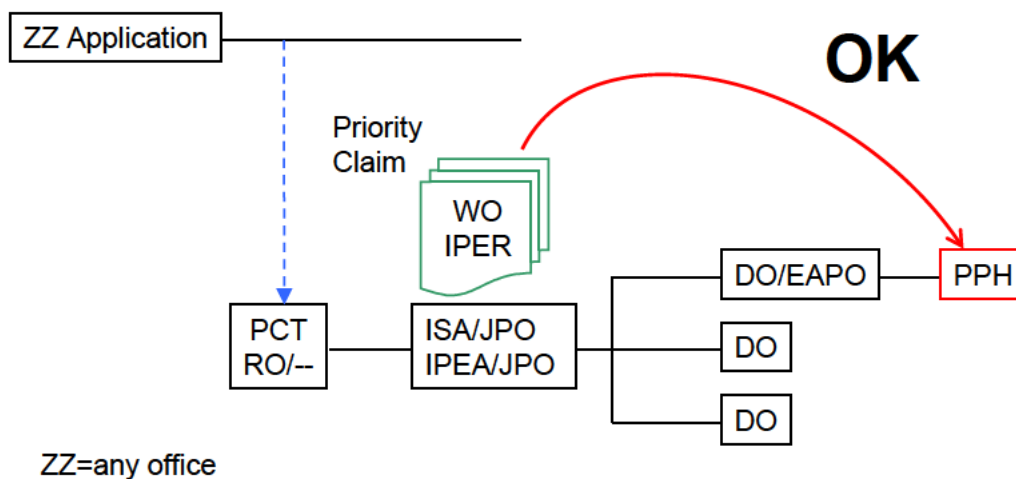 ZZ Application
OK
Priority
Claim
WO
IPER
DO/EAPO
PPH
PCT
RO/--
ISA/JPO
IPEA/JPO
DO
DO
ZZ=any office